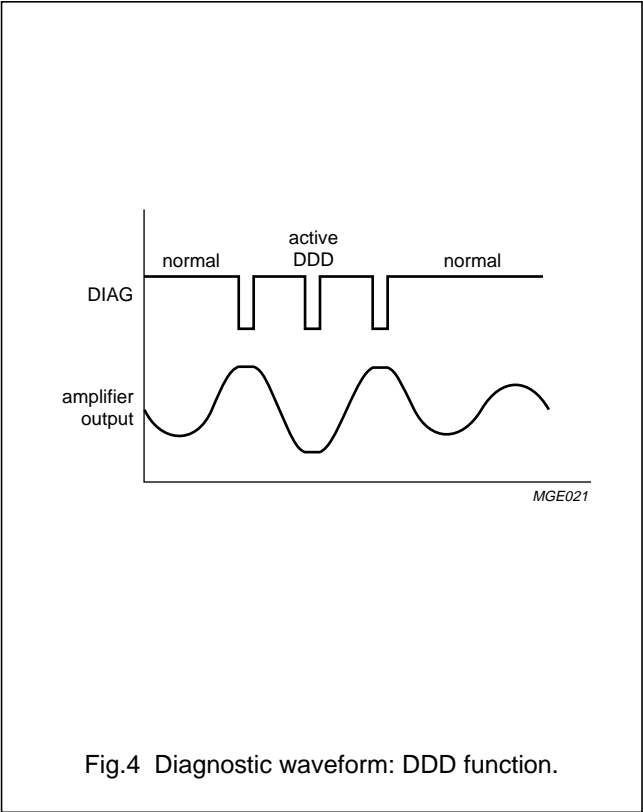 active
normal DDD normal
DIAG
amplifier
output
MGE021
Fig.4 Diagnostic waveform: DDD function.